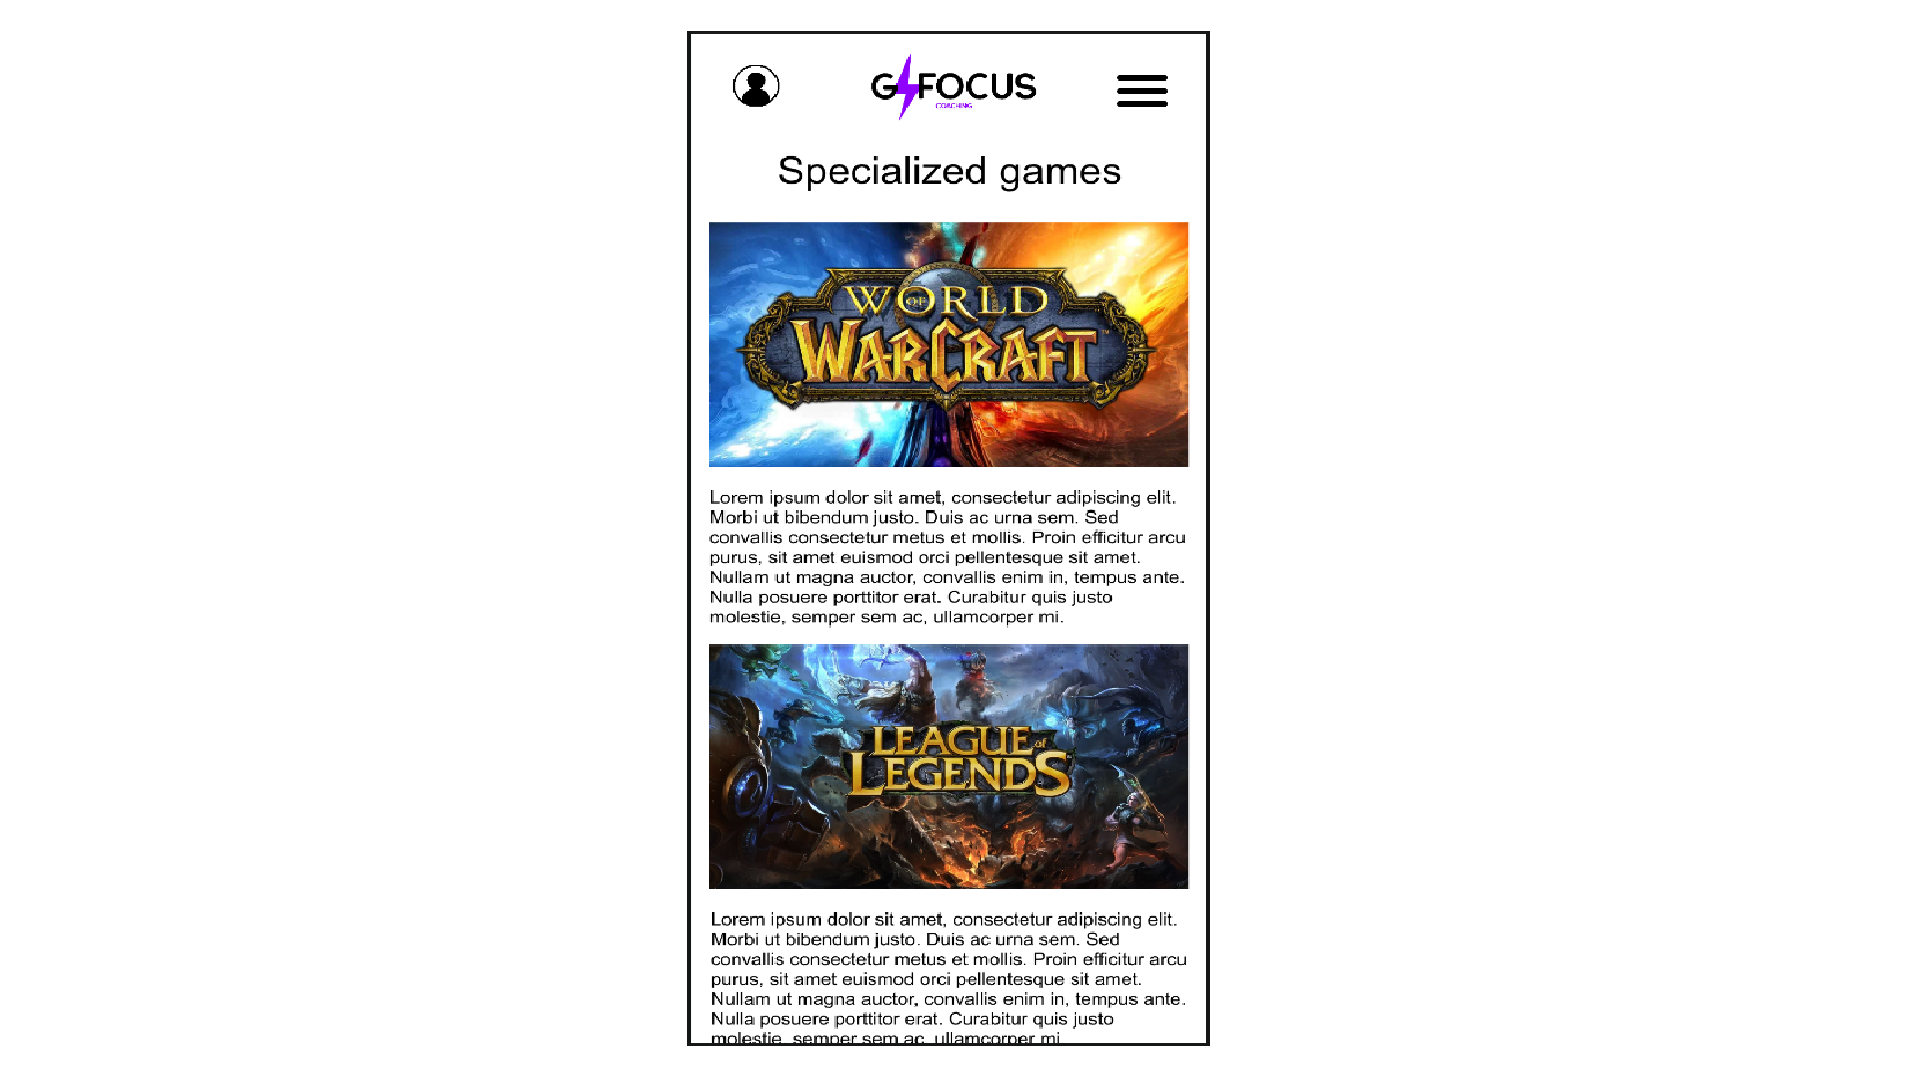 G FOCUS
COACHING
Specialized games
WORLD
OF
WARCRAFT
Lorem ipsum dolor sit amet, consectetur adipiscing elit.
Morbi ut bibendum justo. Duis ac urna sem. Sed
convallis consectetur metus et mollis. Proin efficitur arcu
purus, sit amet euismod orci pellentesque sit amet.
Nullam ut magna auctor, convallis enim in, tempus ante.
Nulla posuere porttitor erat. Curabitur quis justo
molestie, semper sem ac, ullamcorper mi.
LEAGUE of
LEGENDS
Lorem ipsum dolor sit amet, consectetur adipiscing elit.
Morbi ut bibendum justo. Duis ac urna sem. Sed
convallis consectetur metus et mollis. Proin efficitur arcu
purus, sit amet euismod orci pellentesque sit amet.
Nullam ut magna auctor, convallis enim in, tempus ante.
Nulla posuere porttitor erat. Curabitur quis justo
molestie, semper sem ac, ullamcorper mi